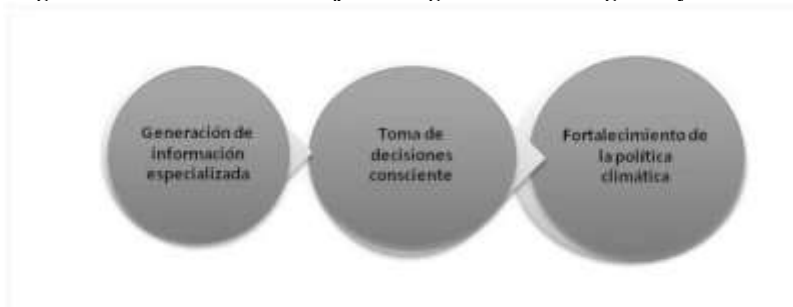 Generación de
información
especializada
Toma de
decisiones
consciente
Fortalecimiento de
la política
climática